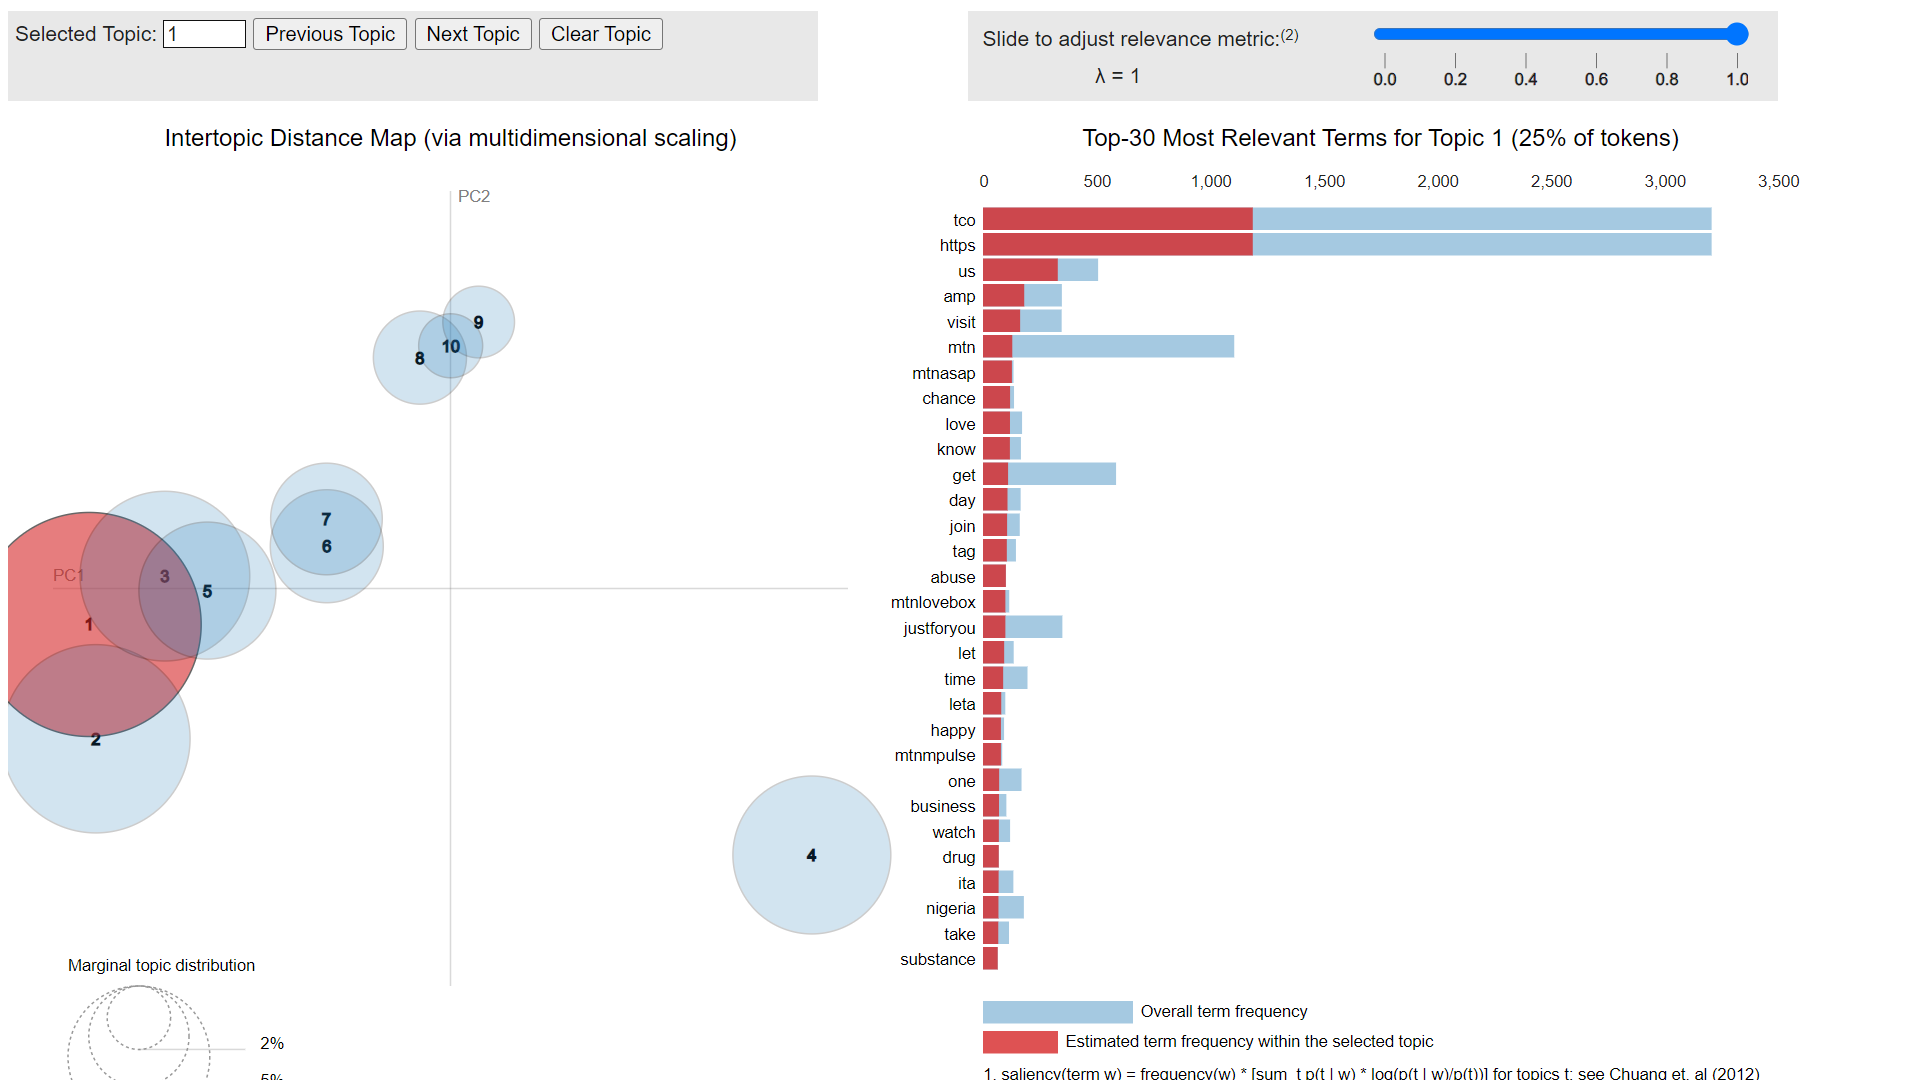 Selected Topic: 1 Previous Topic Next Topic Clear Topic
Slide to adjust relevance metric:(2)
λ = 1
0.0 0.2 0.4 0.6 0.8 1.0
Intertopic Distance Map (via multidimensional scaling)
PC2
PC1
9
10
8
7
6
3
5
1
2
4
Marginal topic distribution
2%
5%
Top-30 Most Relevant Terms for Topic 1 (25% of tokens)
0 500 1,000 1,500 2,000 2,500 3,000 3,500
tco
https
us
amp
visit
mtn
mtnasap
chance
love
know
get
day
join
tag
abuse
mtnlovebox
justforyou
let
time
leta
happy
mtnmpulse
one
business
watch
drug
ita
nigeria
take
substance
Overall term frequency
Estimated term frequency within the selected topic
1. saliency(term w) = frequency(w) * [sum_t p(t | w) * log(p(t | w)/p(t))] for topics t; see Chuang et. al (2012)